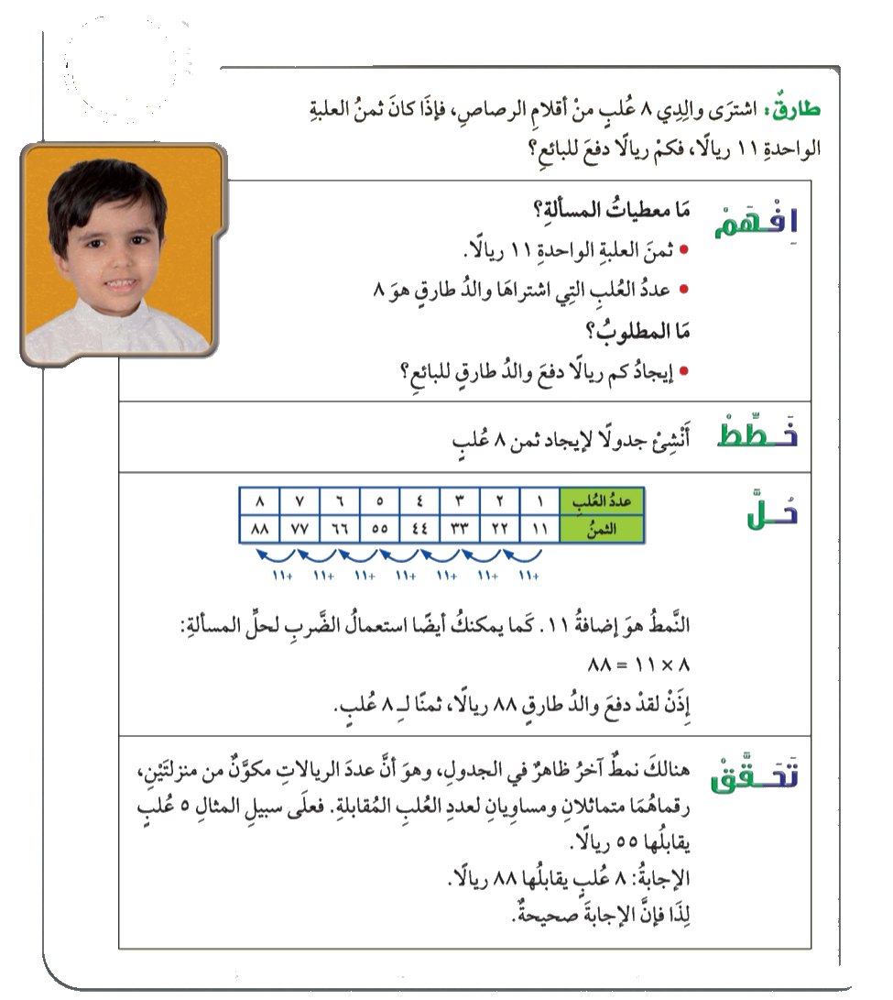 طارقٌ: اشترَى والِدِي ٨ عُلبٍ منْ أقلامِ الرصاصِ، فإذَا كانَ ثمنُ العلبةِ
الواحدةِ ١١ ريالًا، فكمْ ريالًا دفعَ للبائعِ؟
اِفْهَمْ
مَا معطياتُ المسألةِ؟
• ثمنَ العلبةِ الواحدةِ ١١ ريالًا.
• عددُ العُلبِ التِي اشتراهَا والدُ طارقٍ هوَ ٨
مَا المطلوبُ؟
• إيجادُ كم ريالًا دفعَ والدُ طارقٍ للبائعِ؟
خَطِّطْ
أَنْشِئْ جدولًا لإيجاد ثمن ٨ عُلبٍ
حُلَّ
عددُ العُلبِ ١ ٢ ٣ ٤ ٥ ٦ ٧ ٨
الثمنُ ١١ ٢٢ ٣٣ ٤٤ ٥٥ ٦٦ ٧٧ ٨٨
+١١ +١١ +١١ +١١ +١١ +١١ +١١
النَّمطُ هوَ إضافةُ ١١. كَما يمكنكُ أيضًا استعمالُ الضَّربِ لحلِّ المسألةِ:
٨ × ١١ = ٨٨
إِذَنْ لقدْ دفعَ والدُ طارقٍ ٨٨ ريالًا، ثمنًا لـِ ٨ عُلبٍ.
تَحَقَّقْ
هنالكَ نمطٌ آخرُ ظاهرٌ في الجدولِ، وهوَ أنَّ عددَ الريالاتِ مكوَّنٌ من منزلتَيْنِ،
رقماهُمَا متماثلانِ ومساوِيانِ لعددِ العُلبِ المُقابلةِ. فعلَى سبيلِ المثالِ ٥ عُلبٍ
يقابلُها ٥٥ ريالًا.
الإجابةُ: ٨ عُلبٍ يقابلُها ٨٨ ريالًا.
لِذَا فإنَّ الإجابةَ صحيحةٌ.